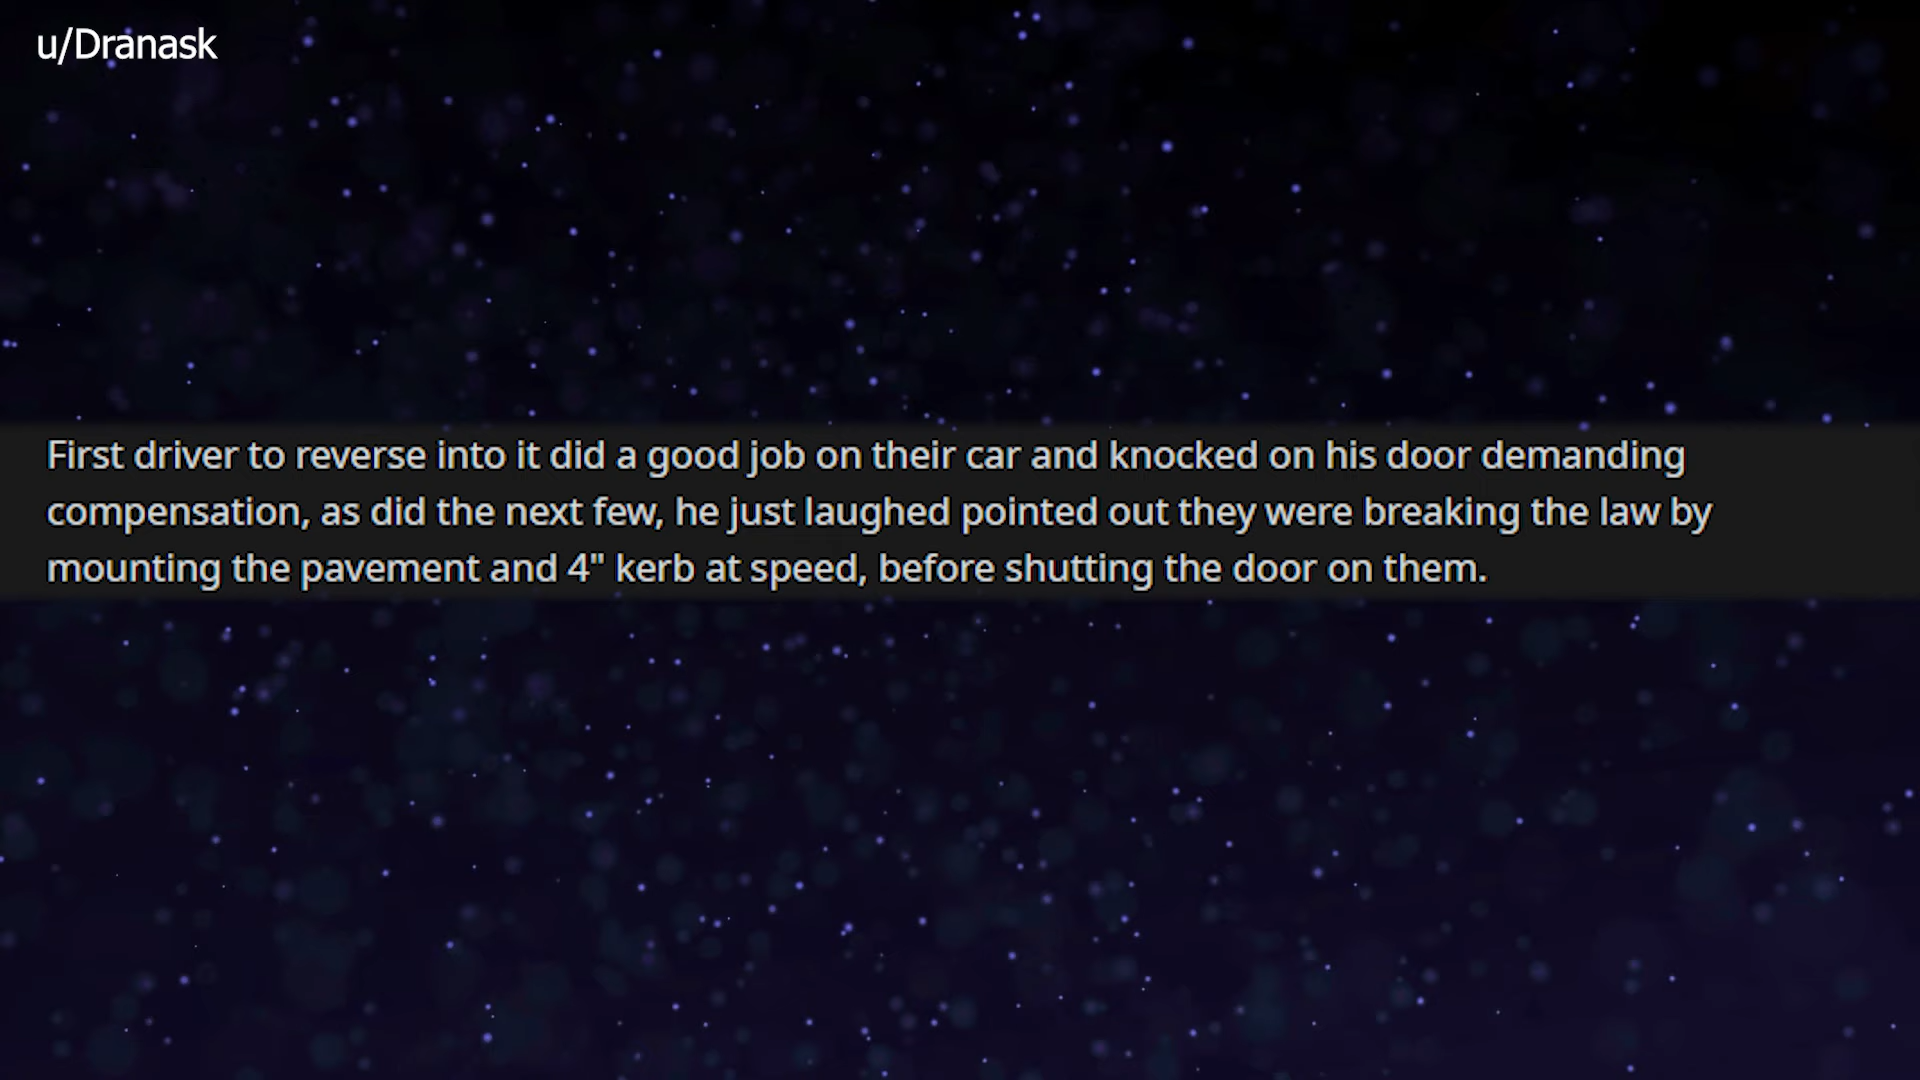 u/Dranask
First driver to reverse into it did a good job on their car and knocked on his door demanding
compensation, as did the next few, he just laughed pointed out they were breaking the law by
mounting the pavement and 4" kerb at speed, before shutting the door on them.